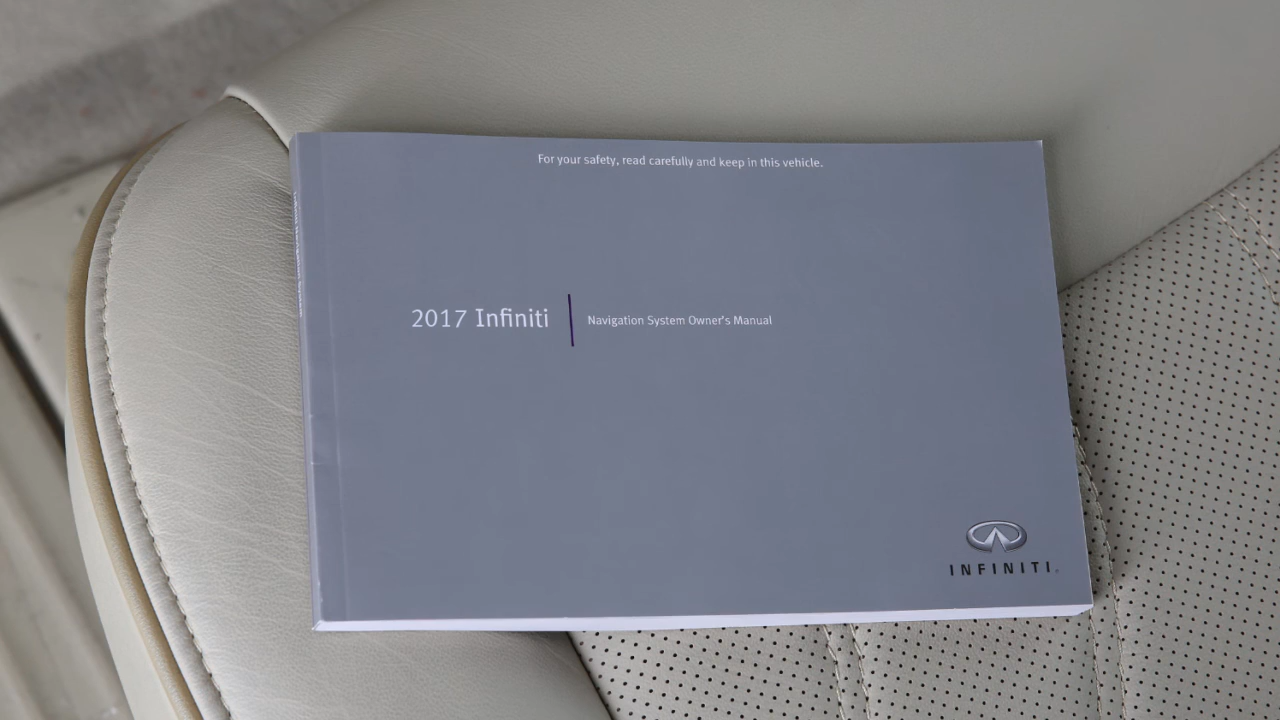 For your safety, read carefully and keep in this vehicle.
2017 Infiniti
Navigation System Owner's Manual
INFINITI